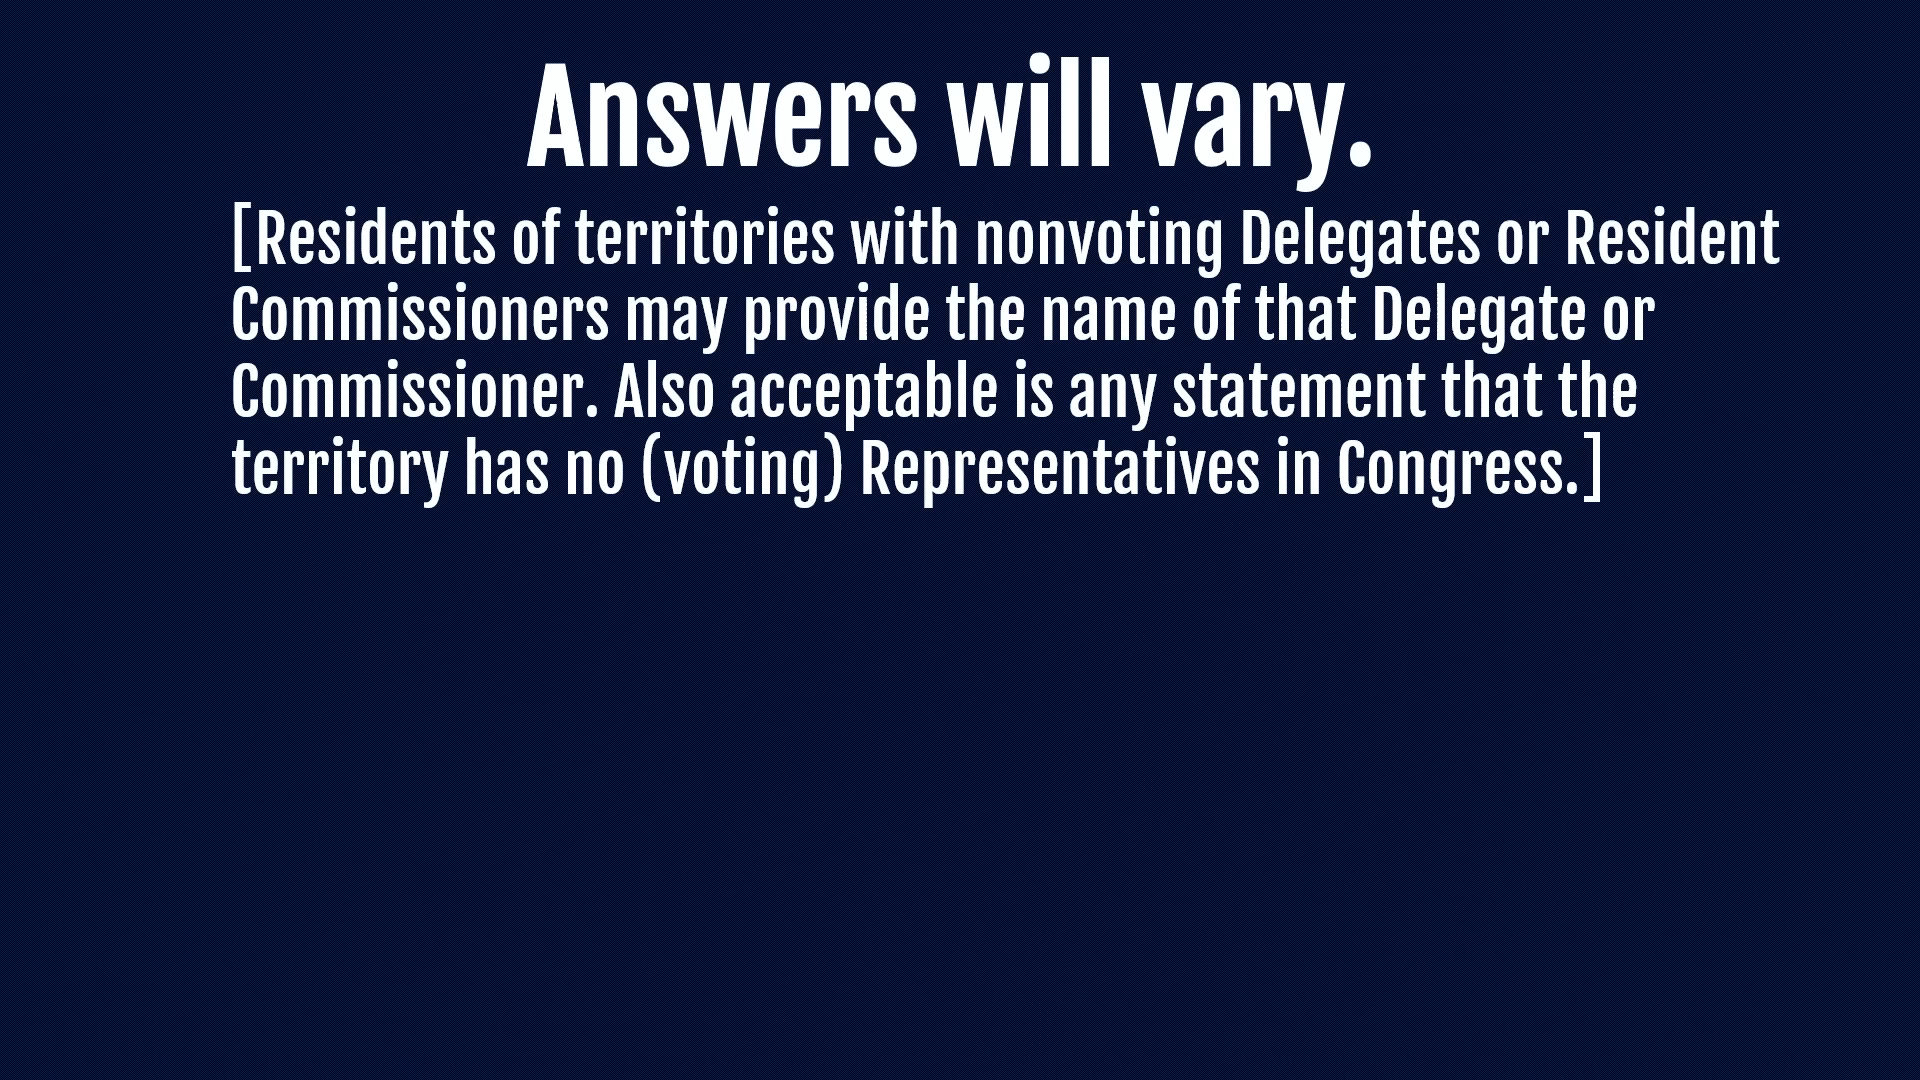 Answers will vary.
[Residents of territories with nonvoting Delegates or Resident
Commissioners may provide the name of that Delegate or
Commissioner. Also acceptable is any statement that the
territory has no (voting) Representatives in Congress.]